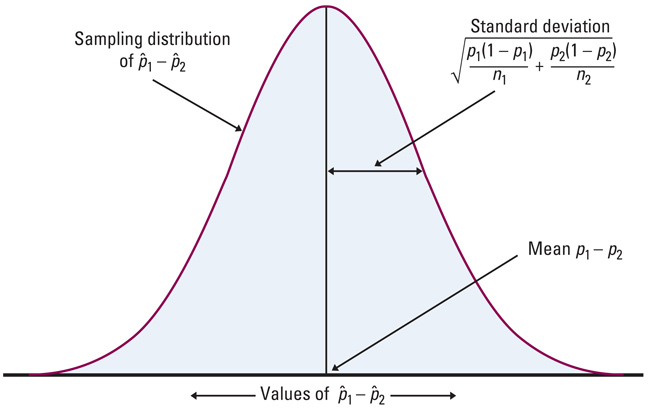 Sampling distribution
of p̂₁ – p̂₂
Standard deviation
√(p₁(1 – p₁)/n₁ + p₂(1 – p₂)/n₂)
Mean p₁ – p₂
Values of p̂₁ – p̂₂